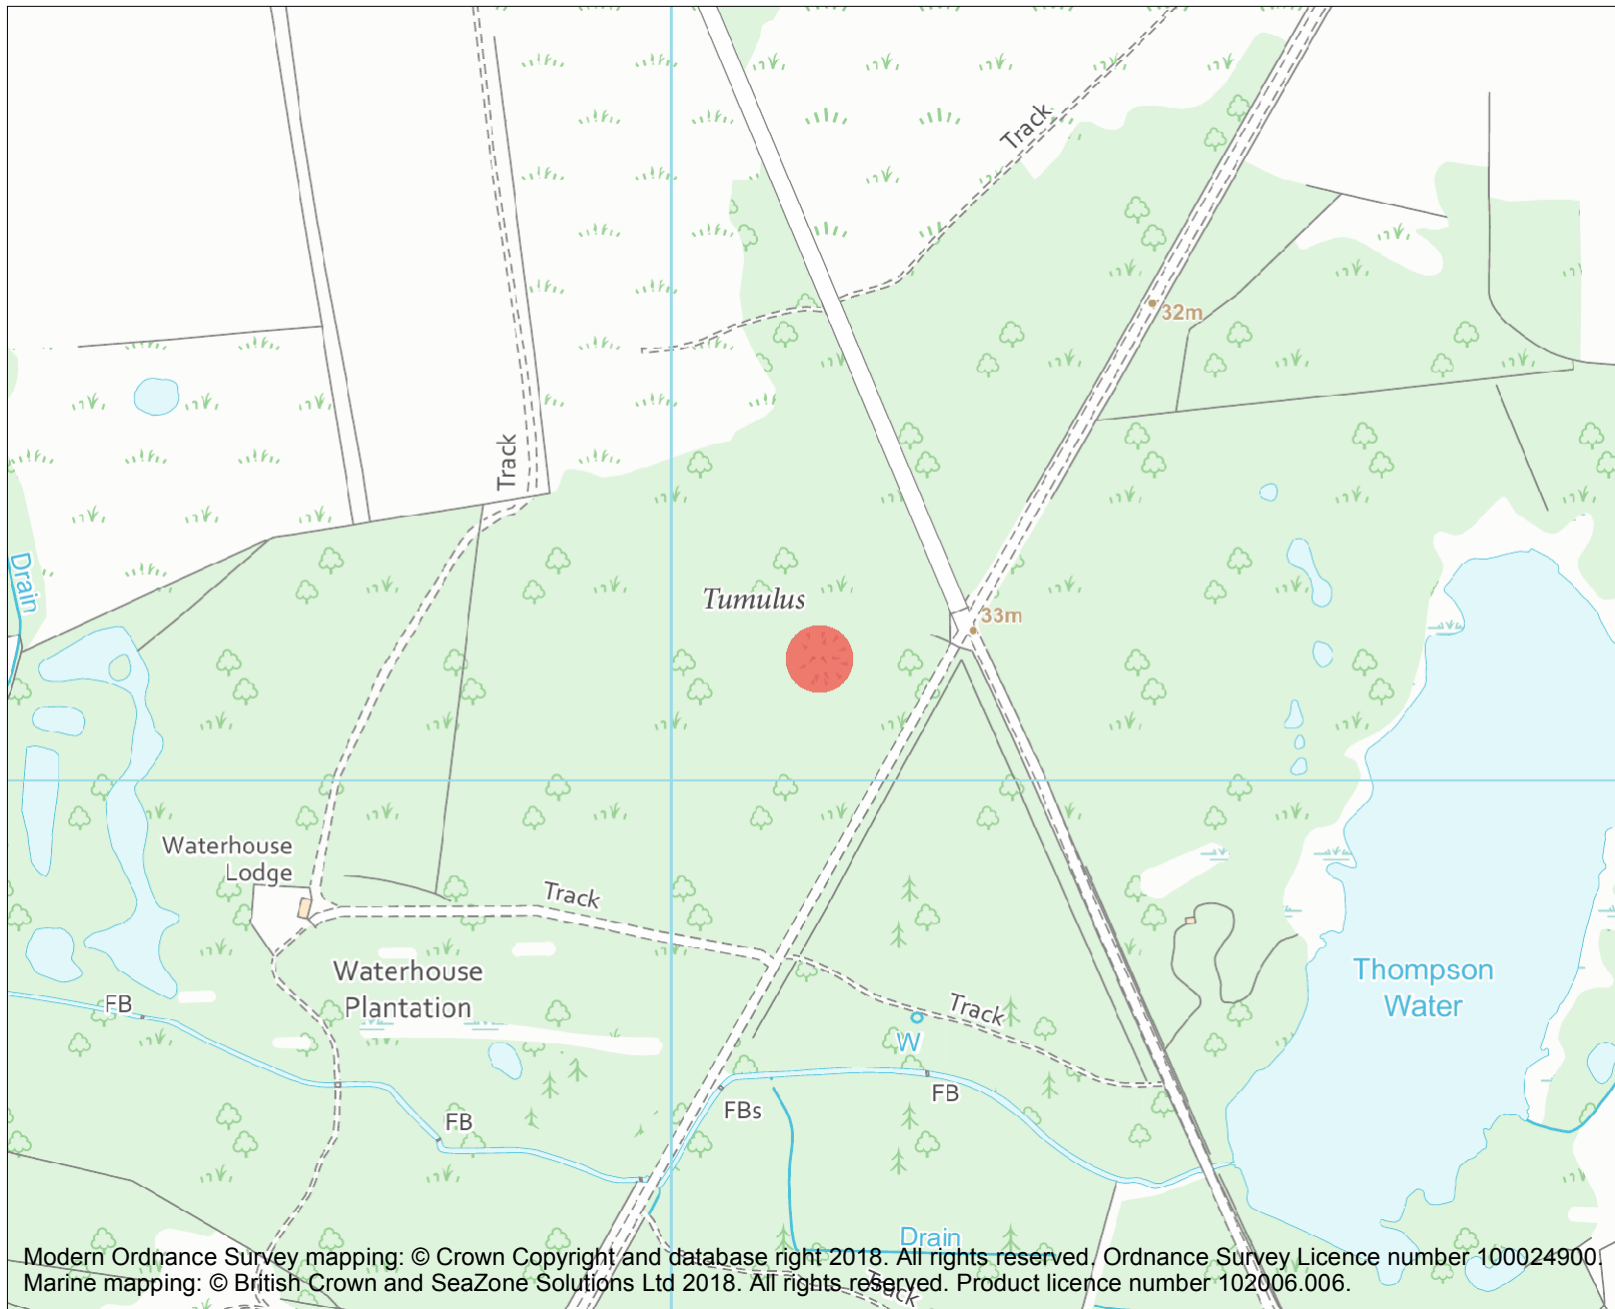 Track
32m
Track
Drain
Tumulus
33m
Waterhouse
Lodge
Track
Waterhouse
Plantation
Thompson
Water
FB
Track
W
FB
FBs
FB
Drain
Track
Modern Ordnance Survey mapping: © Crown Copyright and database right 2018. All rights reserved. Ordnance Survey Licence number 100024900.
Marine mapping: © British Crown and SeaZone Solutions Ltd 2018. All rights reserved. Product licence number 102006.006.